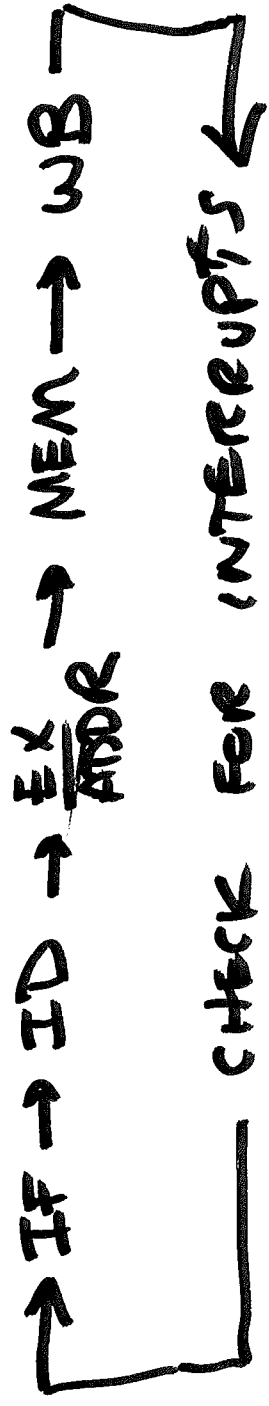 IF → ID → EX/ADDR → MEM → WB
CHECK FOR INTERRUPTS